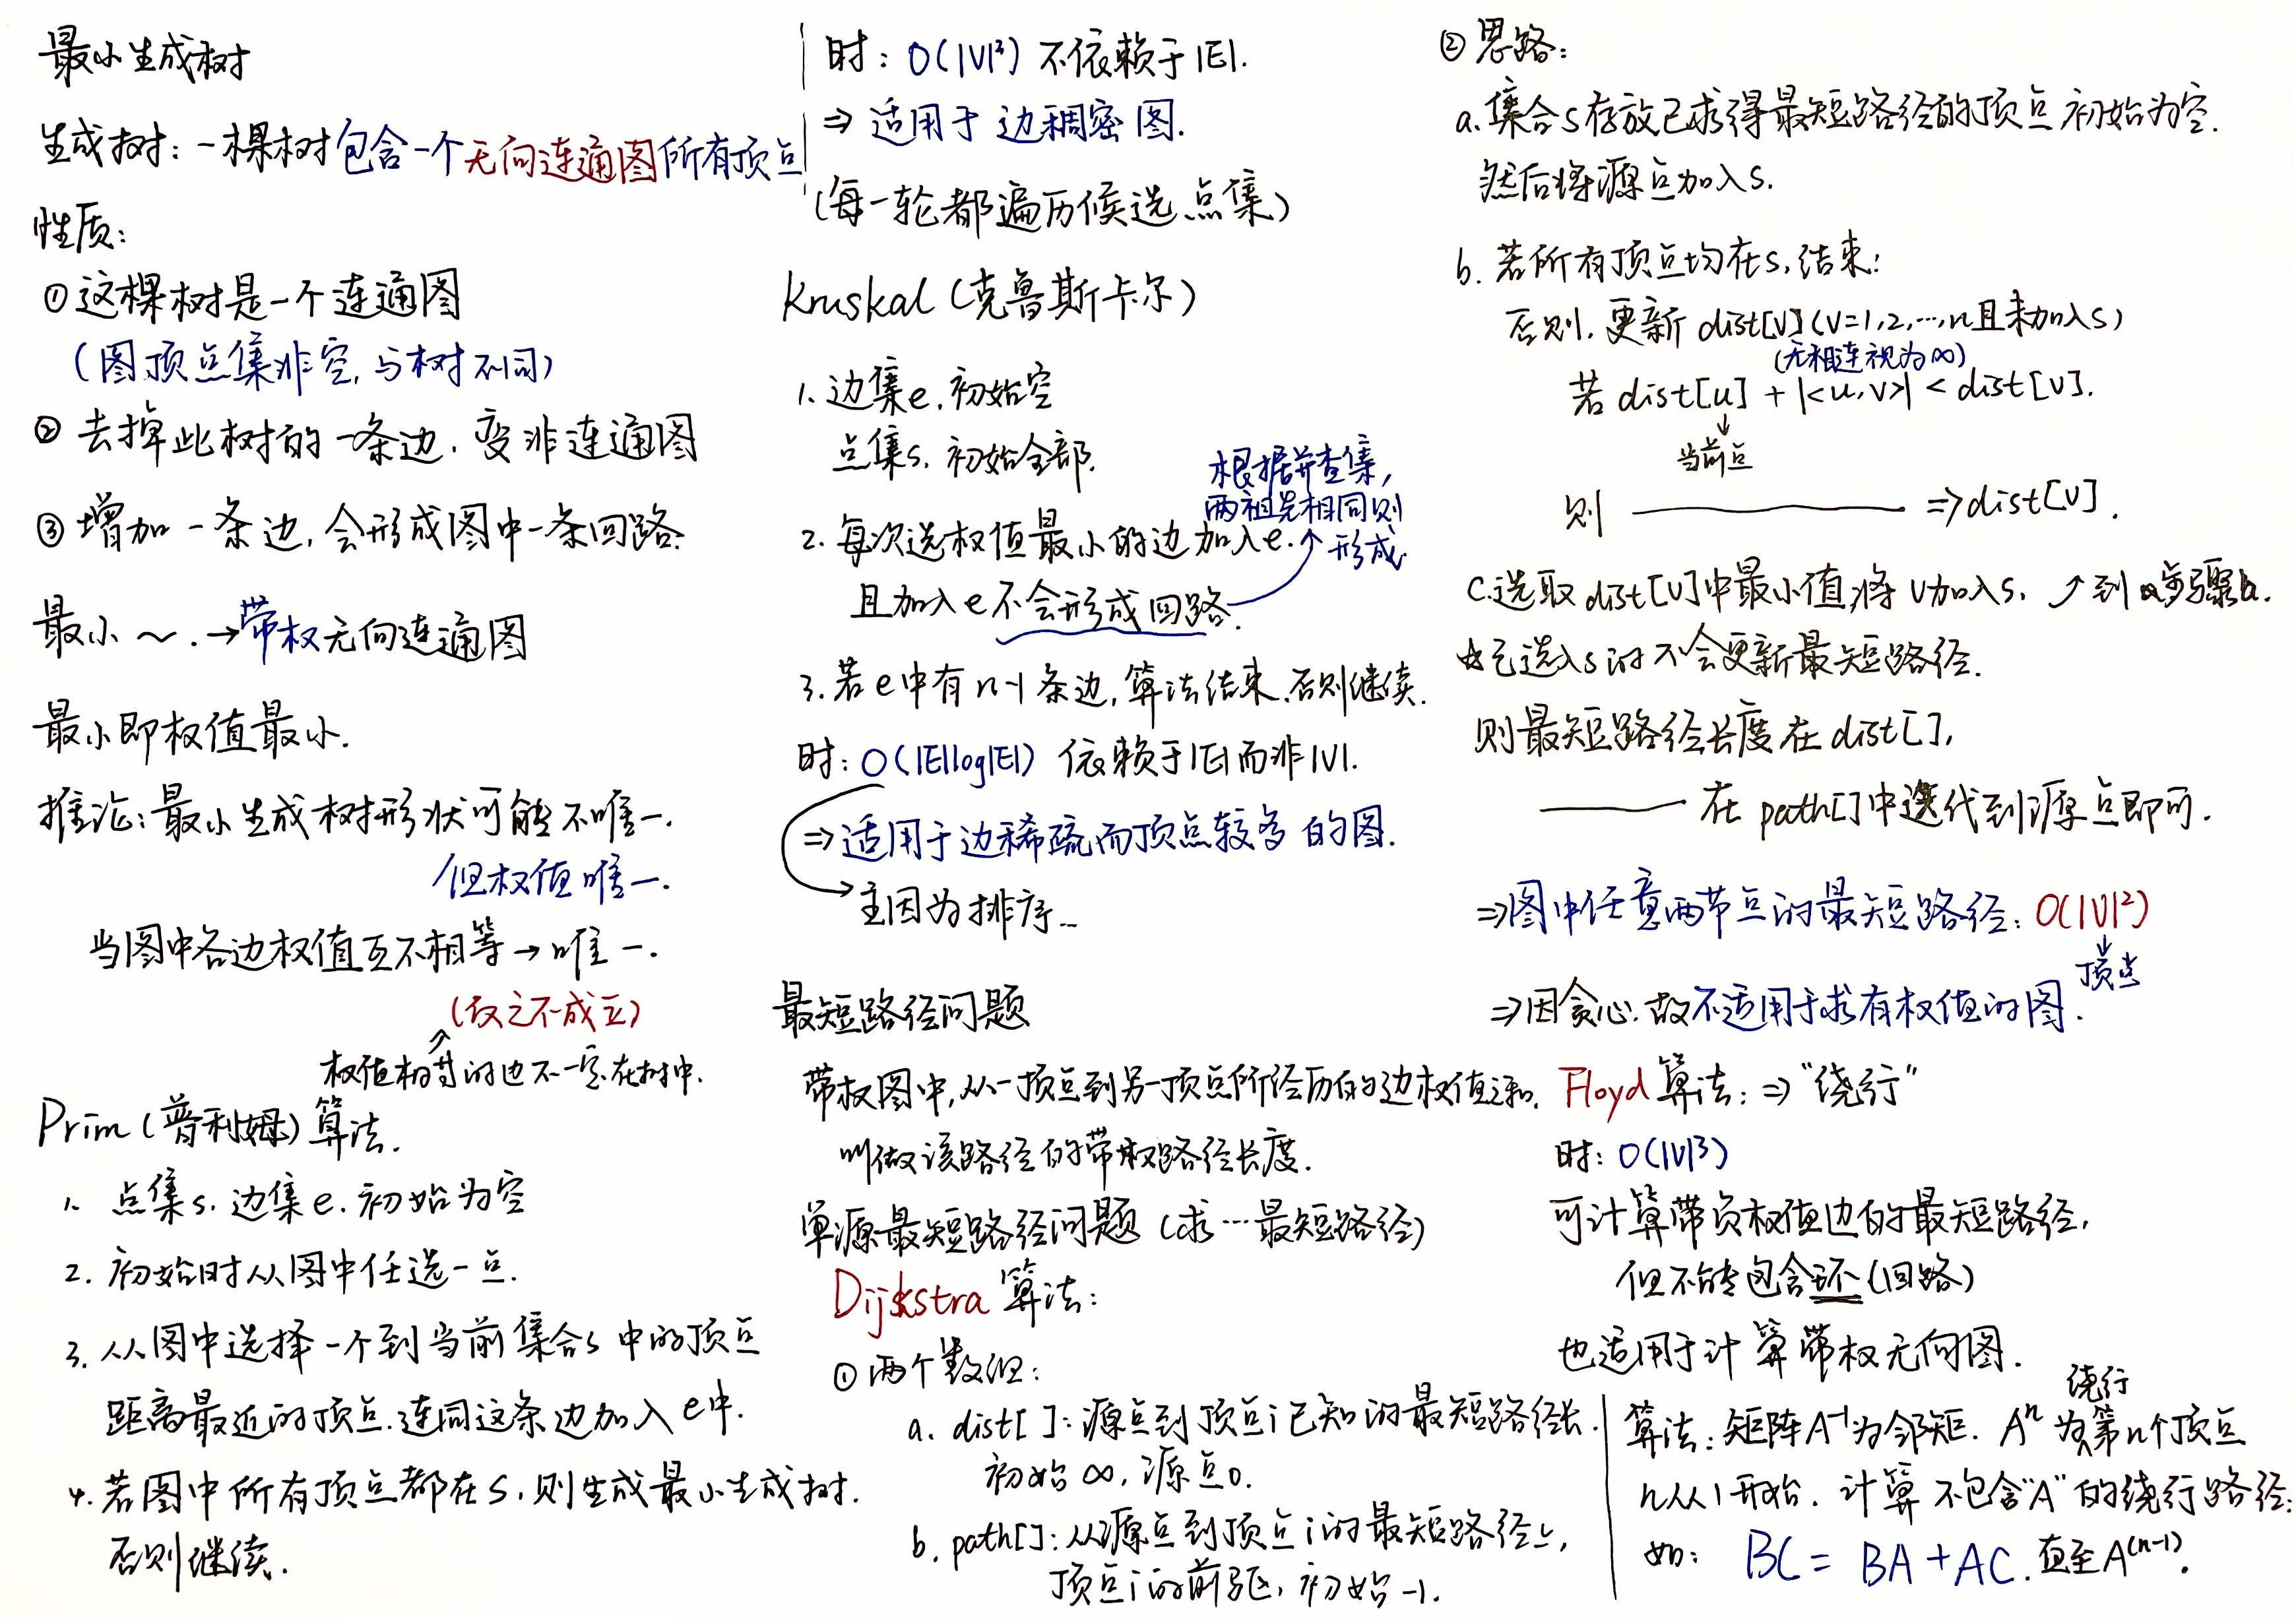 最小生成树
生成树：一棵树包含一个无向连通图所有顶点
性质：
①这棵树是一个连通图
（图顶点集非空，与树不同）
② 去掉此树的一条边，变非连通图
③ 增加一条边，会形成图中一条回路.
最小 ～. →带权无向连通图
最小即权值最小.
推论：最小生成树形状可能不唯一.
但权值唯一.
当图中各边权值互不相等→唯一.
（反之不成立）
权值相等的边不一定在树中.
Prim（普利姆）算法.
1. 点集s, 边集e. 初始为空
2. 初始时从图中任选一点.
3. 从图中选择一个到当前集合s中的顶点
距离最近的顶点.连同这条边加入e中.
4. 若图中所有顶点都在S, 则生成最小生成树.
否则继续.
时：O(|V|²) 不依赖于|E|.
⇒ 适用于边稠密图.
（每一轮都遍历候选点集）
Kruskal（克鲁斯卡尔）
1. 边集e. 初始空
点集s. 初始全部.
根据并查集,
两祖先相同则
形成.
2. 每次选权值最小的边加入e.
且加入e不会形成回路.
3. 若e中有n-1条边, 算法结束.否则继续.
时：O(|E|log|E|) 依赖于|E|而非|V|.
⇒适用于边稀疏而顶点较多的图.
→主因为排序...
最短路径问题
带权图中,从一顶点到另一顶点所经历的边权值之和.
叫做该路径的带权路径长度.
单源最短路径问题（求…最短路径）
Dijkstra 算法：
①两个数组：
a. dist[ ]：源点到顶点i已知的最短路径长.
初始∞, 源点0.
b. path[]：从源点到顶点i的最短路径上,
顶点i的前驱, 初始-1.
② 思路：
a.集合S存放已求得最短路径的顶点 初始为空.
然后将源点加入S.
b. 若所有顶点均在S, 结束；
否则, 更新 dist[V] (V=1,2,…,n且未加入S)
(无相连视为∞)
若 dist[u] + |<u,v>| < dist[V].
↓
当前点
则 ———— ⇒dist[V].
C.选取dist[V]中最小值,将V加入S. ↗到步骤b.
☆已选入S的不会更新最短路径.
则最短路径长度在dist[],
———— 在path[]中迭代到源点即可.
⇒图中任意两节点的最短路径：O(|V|²)
↓
顶点
⇒因贪心.故不适用于求有权值的图.
Floyd 算法：⇒“绕行”
时：O(|V|³)
可计算带负权值边的最短路径,
但不能包含环（回路）
也适用于计算带权无向图.
绕行
算法：矩阵A⁻¹为邻矩. Aⁿ为第n个顶点
n从1开始. 计算不包含“A”的绕行路径：
如：BC = BA + AC. 直至A⁽ⁿ⁻¹⁾.